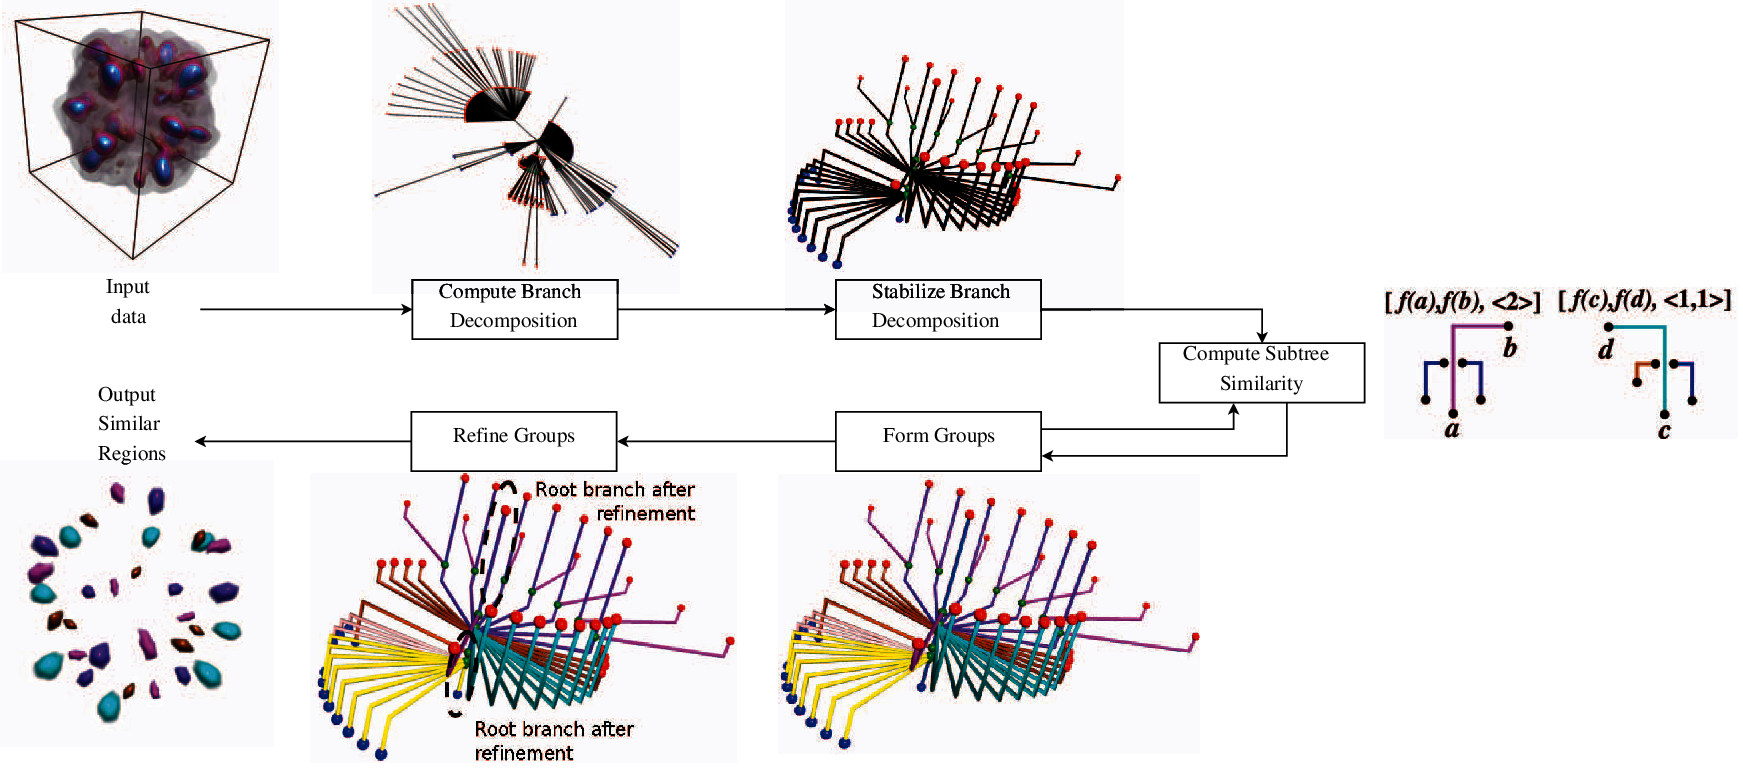 Input
data
Compute Branch
Decomposition
Stabilize Branch
Decomposition
Compute Subtree
Similarity
[ f(a),f(b), <2>]
[ f(c),f(d), <1,1>]
b
a
d
c
Form Groups
Refine Groups
Output
Similar
Regions
Root branch after
refinement
Root branch after
refinement